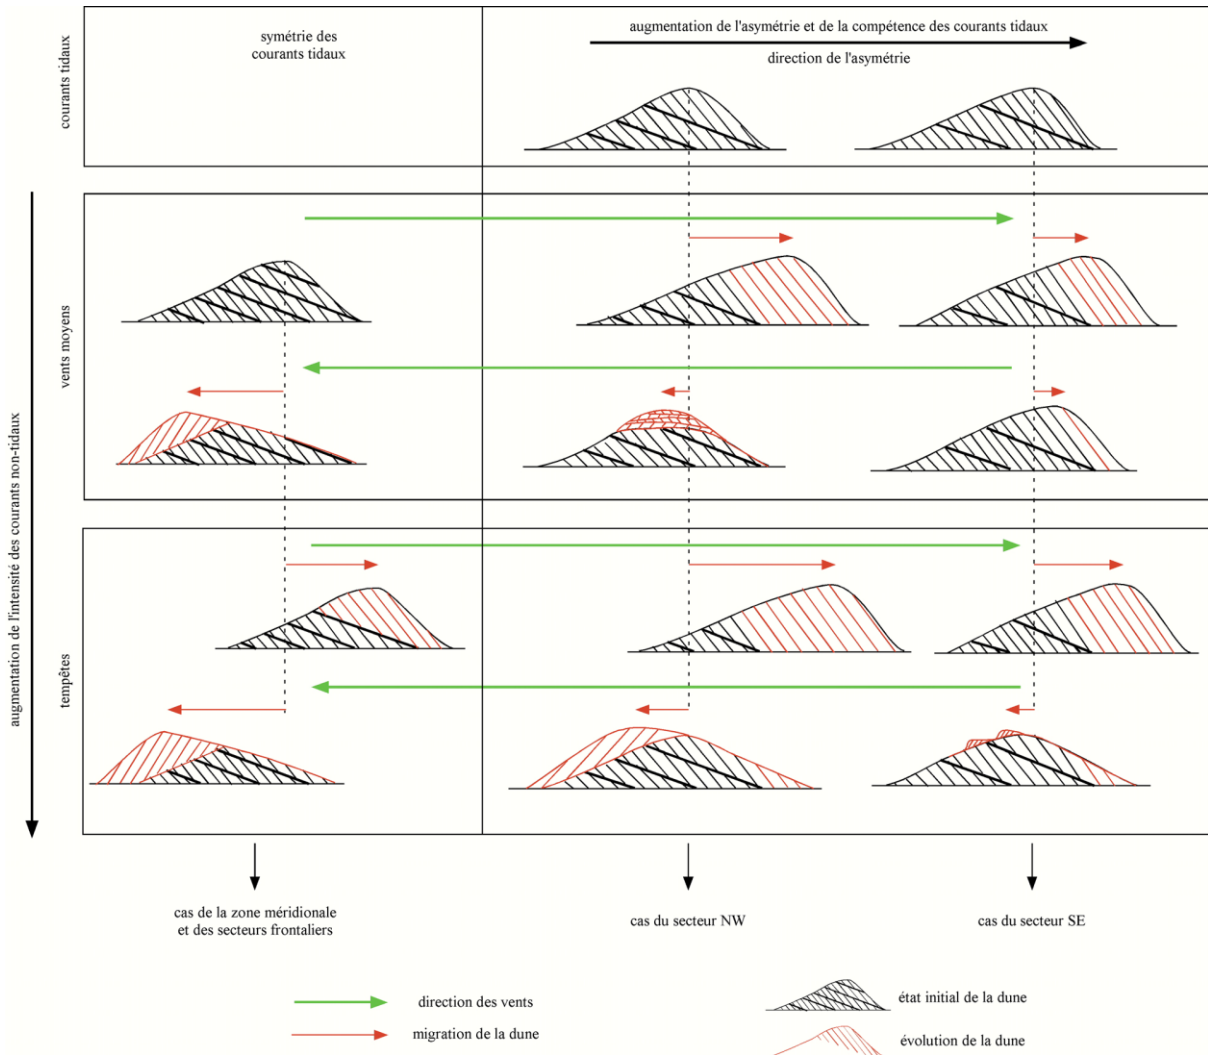 symétrie des
courants tidaux
augmentation de l'asymétrie et de la compétence des courants tidaux
direction de l'asymétrie
courants tidaux
vents moyens
augmentation de l'intensité des courants non-tidaux
tempêtes
cas de la zone méridionale
et des secteurs frontaliers
cas du secteur NW
cas du secteur SE
direction des vents
état initial de la dune
migration de la dune
évolution de la dune